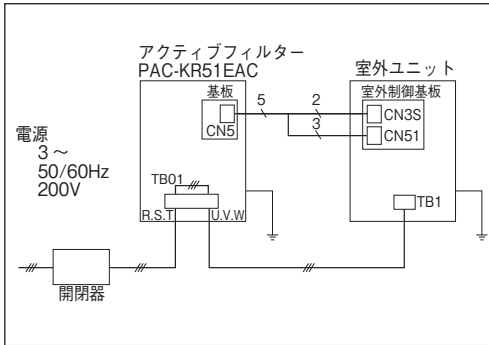 アクティブフィルター
PAC-KR51EAC
室外ユニット
基板
室外制御基板
5
2
CN3S
CN5
3
CN51
電源
3～
50/60Hz
200V
TB01
TB1
R.S.T
U.V.W
開閉器